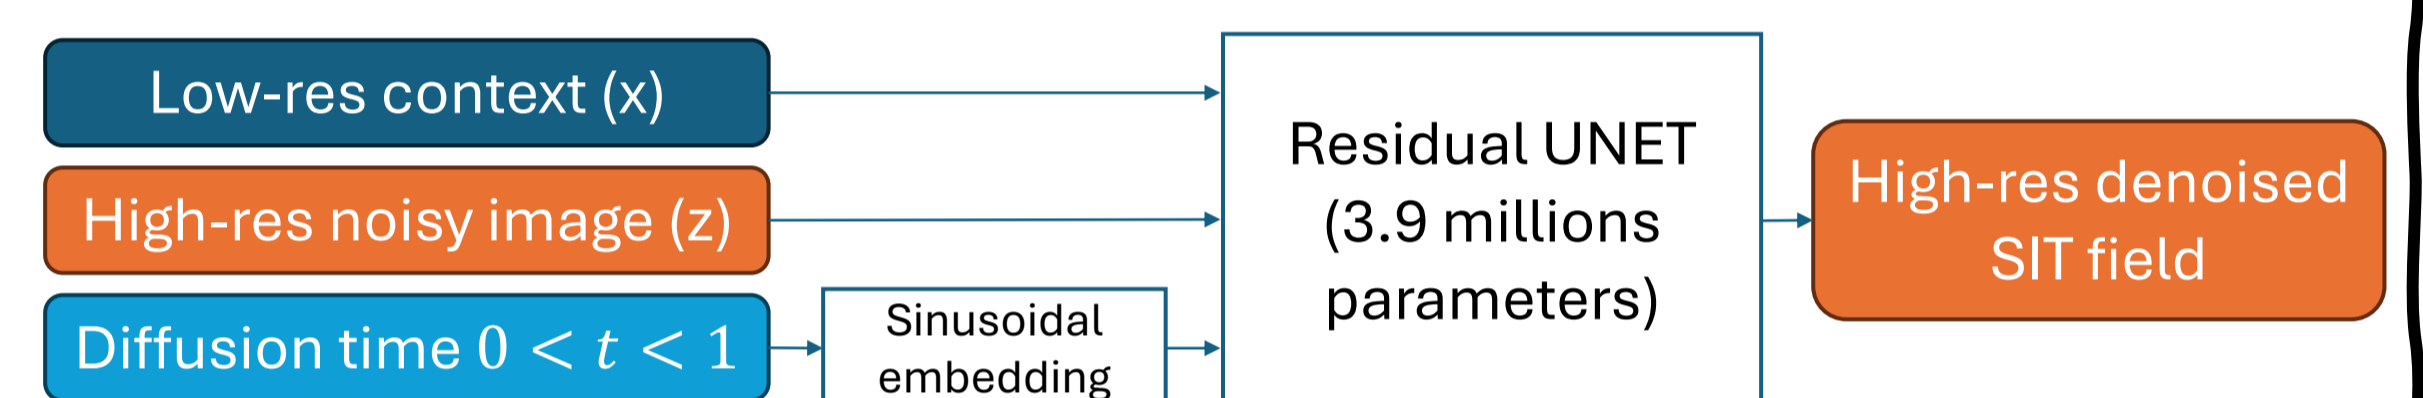 Low-res context (x)
High-res noisy image (z)
Diffusion time 0 < t < 1
Sinusoidal
embedding
Residual UNET
(3.9 millions
parameters)
High-res denoised
SIT field